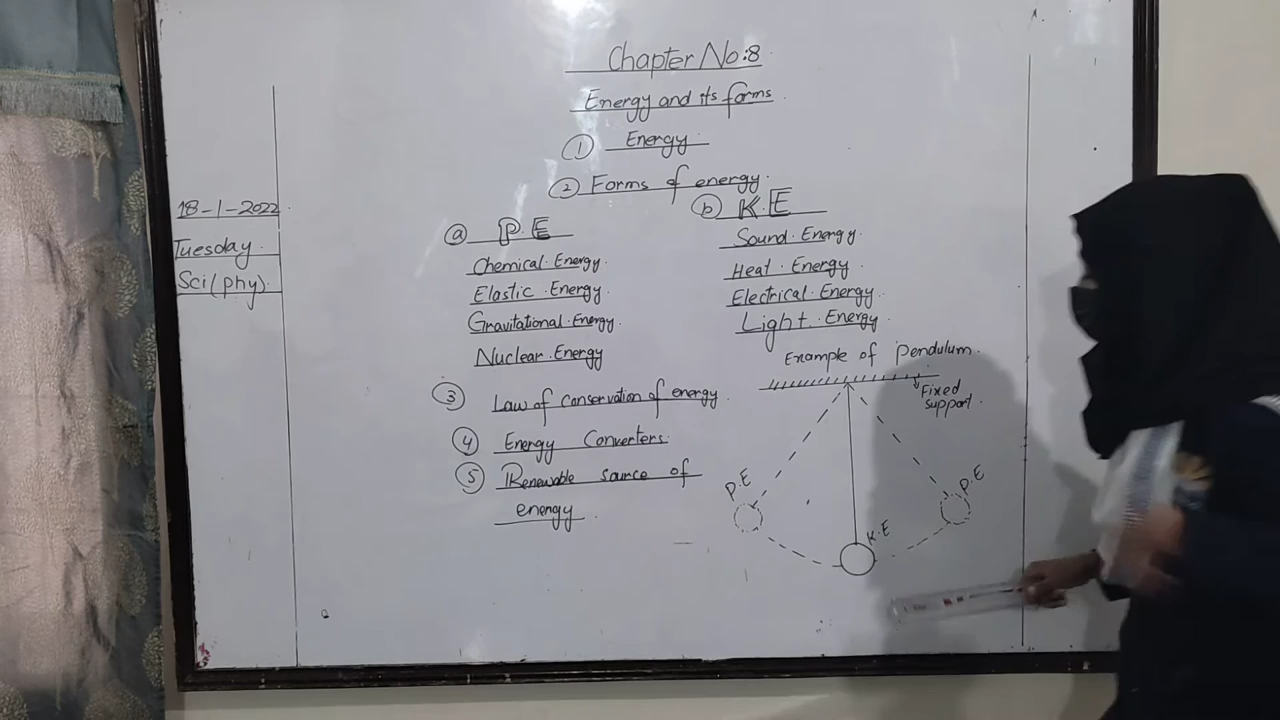 Chapter No:8
Energy and its forms
① Energy
② Forms of energy.
18-1-2022
Tuesday.
Sci(phy).
ⓐ P.E
Chemical Energy.
Elastic Energy.
Gravitational Energy.
Nuclear Energy
ⓑ K.E
Sound Energy.
Heat Energy.
Electrical Energy.
Light Energy.
③ Law of conservation of energy.
④ Energy Converters.
⑤ Renewable source of
energy.
Example of pendulum.
Fixed
support.
P.E
P.E
K.E